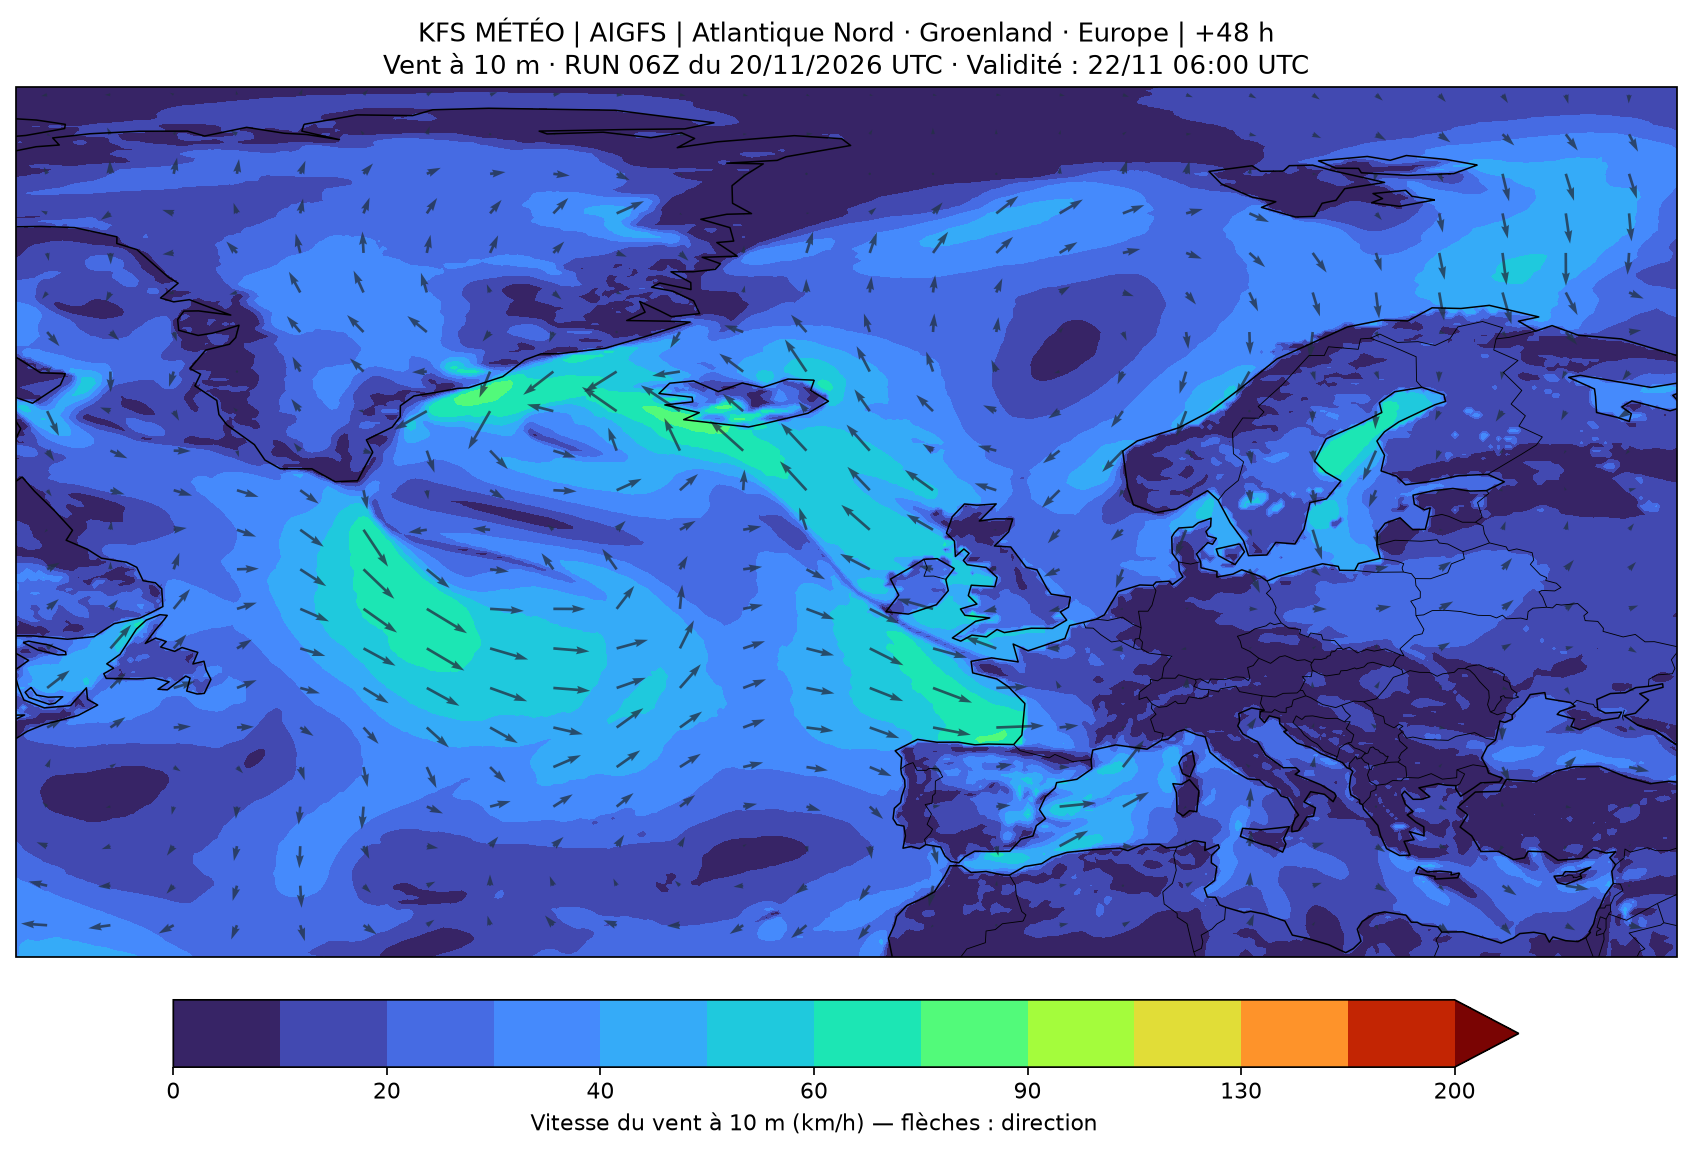 KFS MÉTÉO | AIGFS | Atlantique Nord · Groenland · Europe | +48 h
Vent à 10 m · RUN 06Z du 20/11/2026 UTC · Validité : 22/11 06:00 UTC
0 20 40 60 90 130 200
Vitesse du vent à 10 m (km/h) — flèches : direction